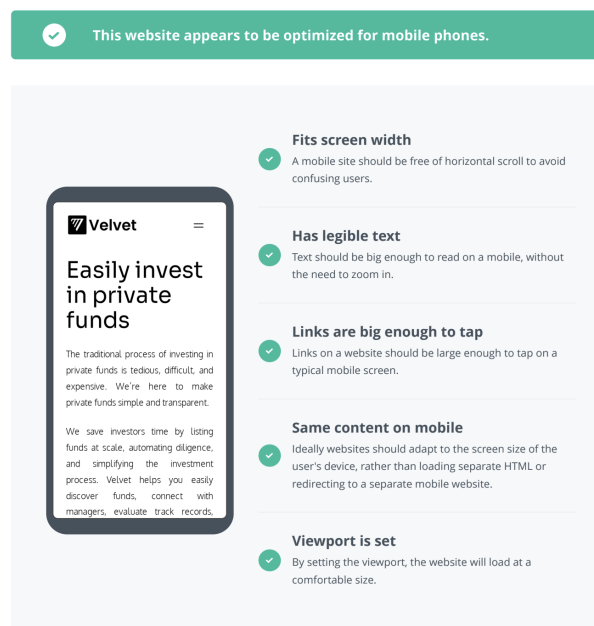 This website appears to be optimized for mobile phones.
Velvet
Easily invest
in private
funds
The traditional process of investing in
private funds is tedious, difficult, and
expensive. We're here to make
private funds simple and transparent.
We save investors time by listing
funds at scale, automating diligence,
and simplifying the investment
process. Velvet helps you easily
discover funds, connect with
managers, evaluate track records,
Fits screen width
A mobile site should be free of horizontal scroll to avoid
confusing users.
Has legible text
Text should be big enough to read on a mobile, without
the need to zoom in.
Links are big enough to tap
Links on a website should be large enough to tap on a
typical mobile screen.
Same content on mobile
Ideally websites should adapt to the screen size of the
user's device, rather than loading separate HTML or
redirecting to a separate mobile website.
Viewport is set
By setting the viewport, the website will load at a
comfortable size.